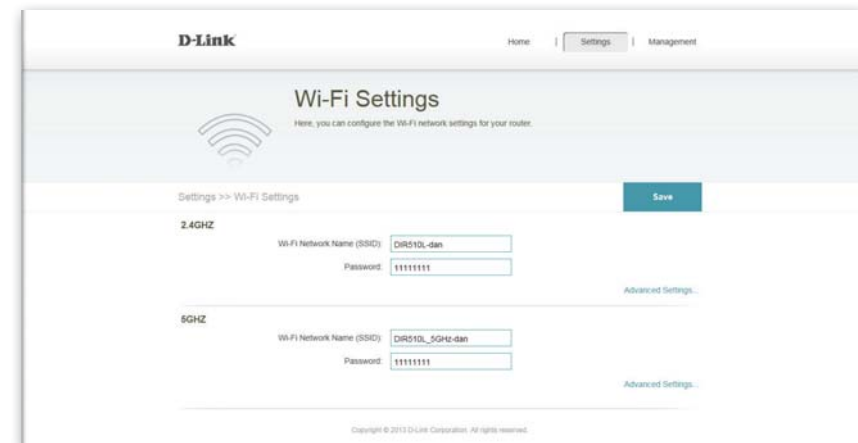 D-Link
Home | Settings | Management
Wi-Fi Settings
Here, you can configure the Wi-Fi network settings for your router.
Settings >> Wi-Fi Settings
Save
2.4GHZ
Wi-Fi Network Name (SSID): DIR510L-dan
Password: 11111111
Advanced Settings...
5GHZ
Wi-Fi Network Name (SSID): DIR510L_5GHz-dan
Password: 11111111
Advanced Settings...
Copyright © 2013 D-Link Corporation. All rights reserved.